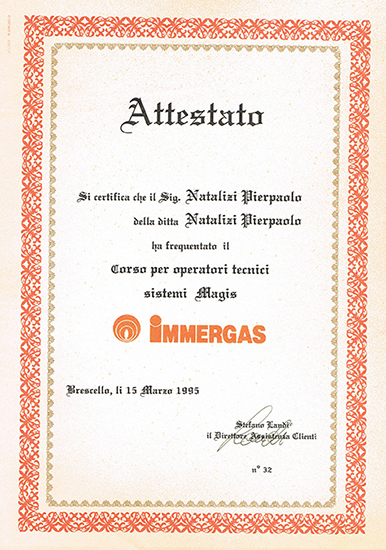 Attestato
Si certifica che il Sig. Natalizi Pierpaolo
della ditta Natalizi Pierpaolo
ha frequentato il
Corso per operatori tecnici
sistemi Magis
IMMERGAS
Brescello, li 15 Marzo 1995
Stefano Landi
il Direttore Assistenza Clienti
n° 32